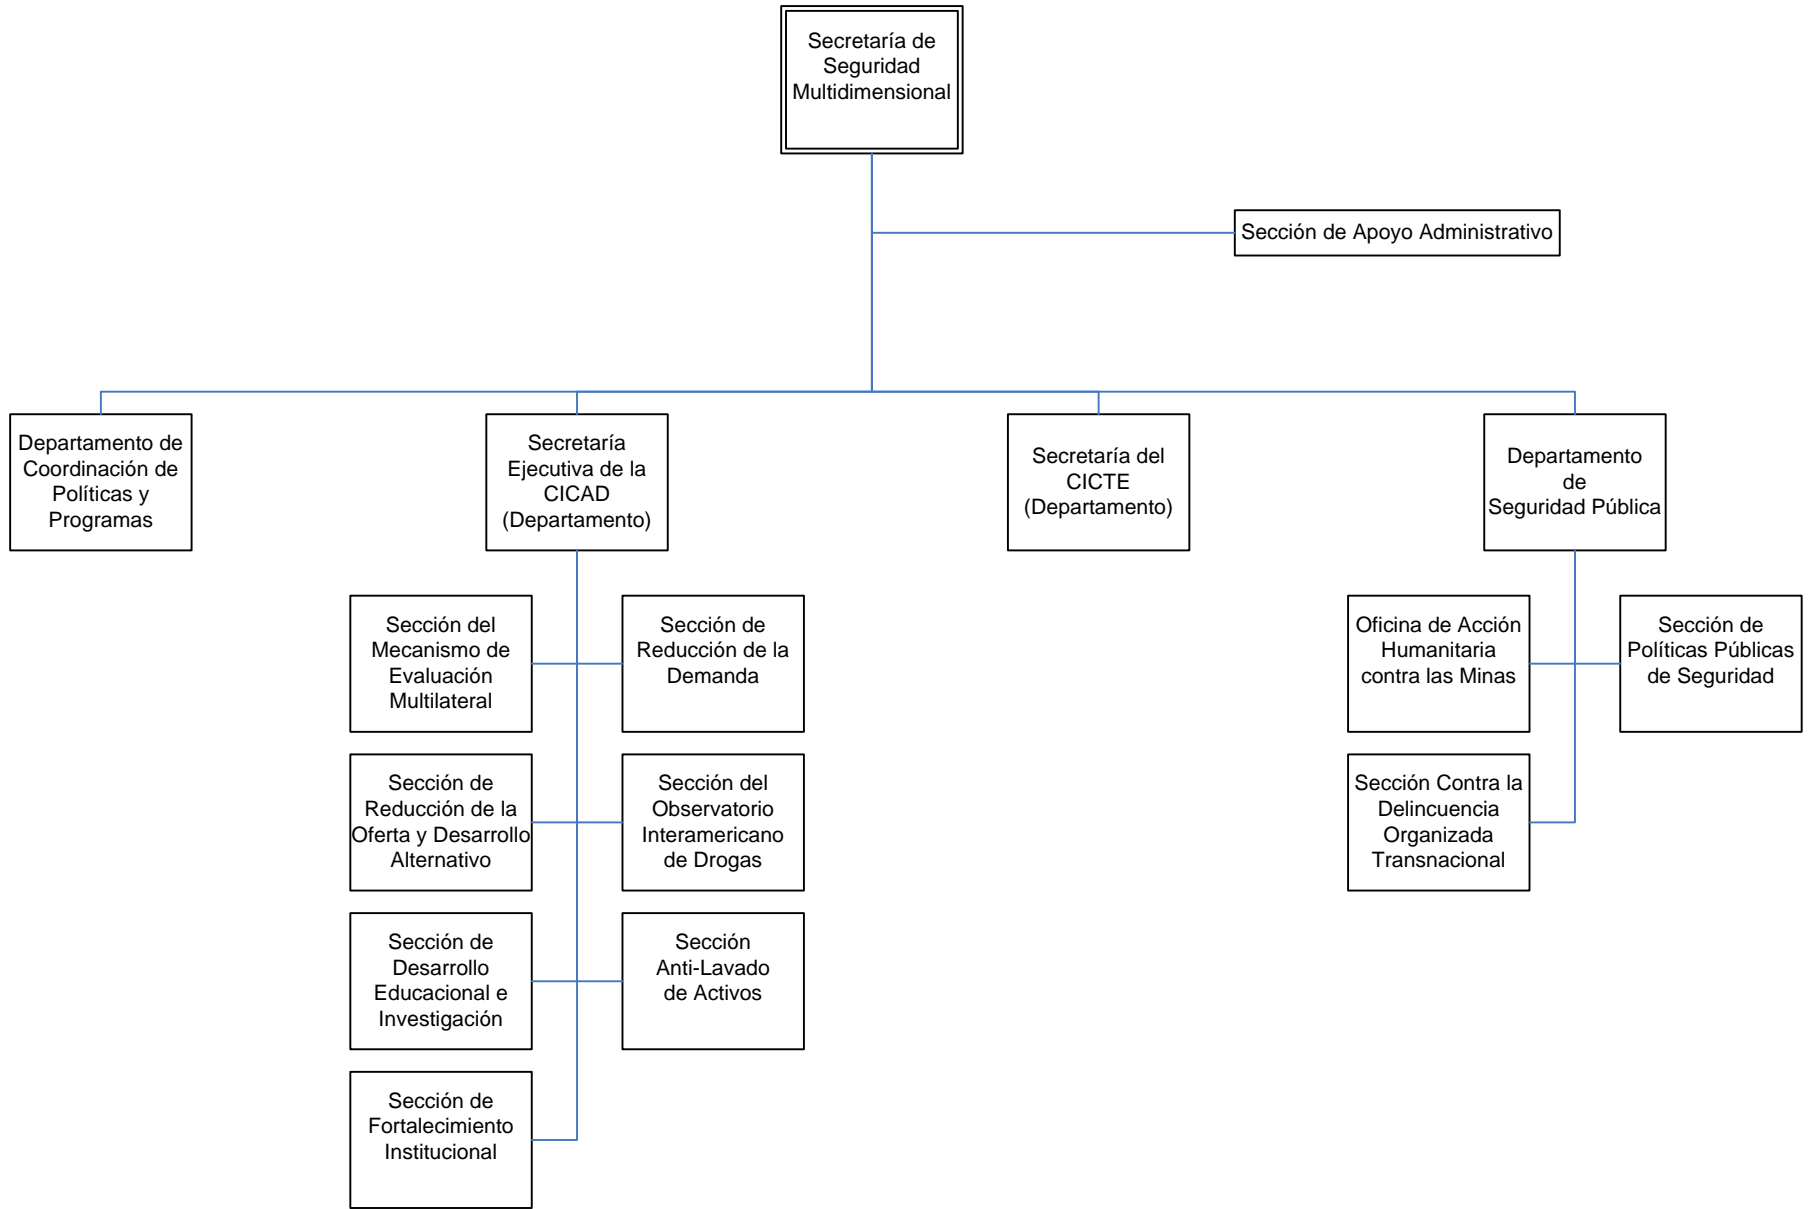 Secretaría de
Seguridad
Multidimensional
Sección de Apoyo Administrativo
Departamento de
Coordinación de
Políticas y
Programas
Secretaría
Ejecutiva de la
CICAD
(Departamento)
Secretaría del
CICTE
(Departamento)
Departamento
de
Seguridad Pública
Sección del
Mecanismo de
Evaluación
Multilateral
Sección de
Reducción de la
Demanda
Oficina de Acción
Humanitaria
contra las Minas
Sección de
Políticas Públicas
de Seguridad
Sección de
Reducción de la
Oferta y Desarrollo
Alternativo
Sección del
Observatorio
Interamericano
de Drogas
Sección Contra la
Delincuencia
Organizada
Transnacional
Sección de
Desarrollo
Educacional e
Investigación
Sección
Anti-Lavado
de Activos
Sección de
Fortalecimiento
Institucional